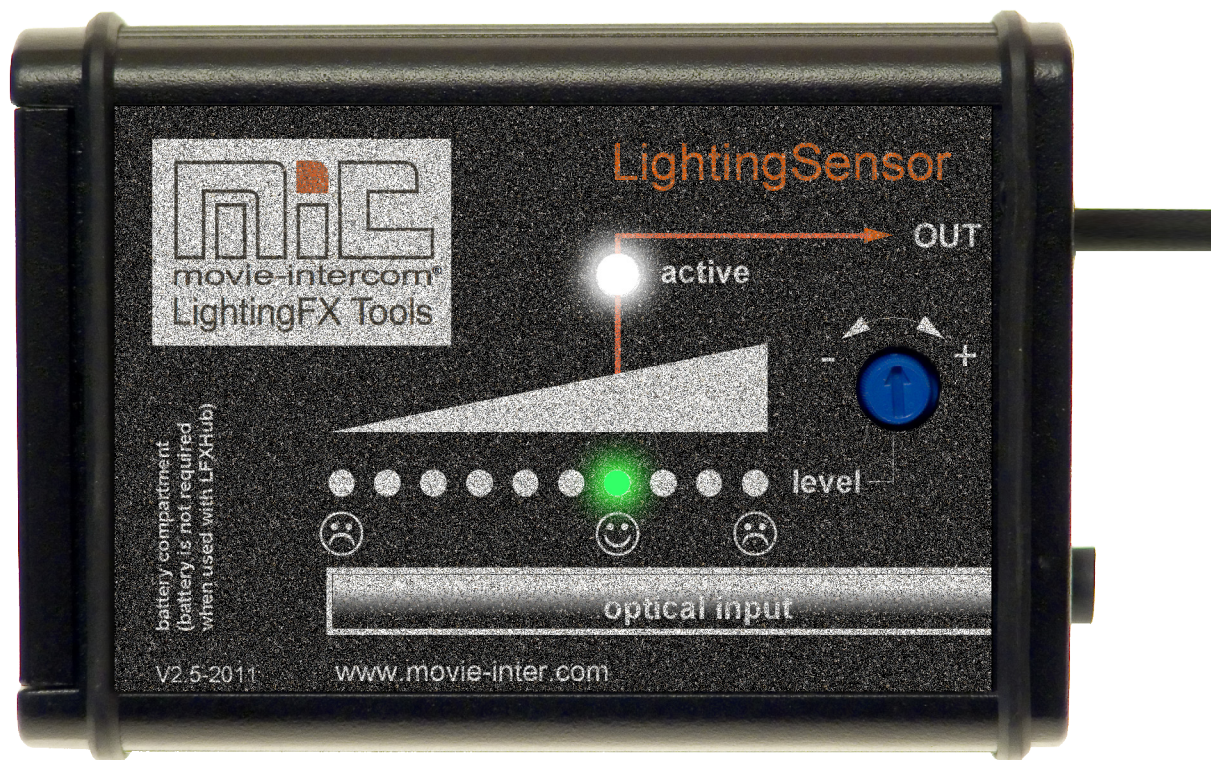 mic
movie-intercom®
LightingFX Tools
LightingSensor
OUT
active
- +
level
optical input
battery compartment
(battery is not required
when used with LFXHub)
V2.5-2011
www.movie-inter.com